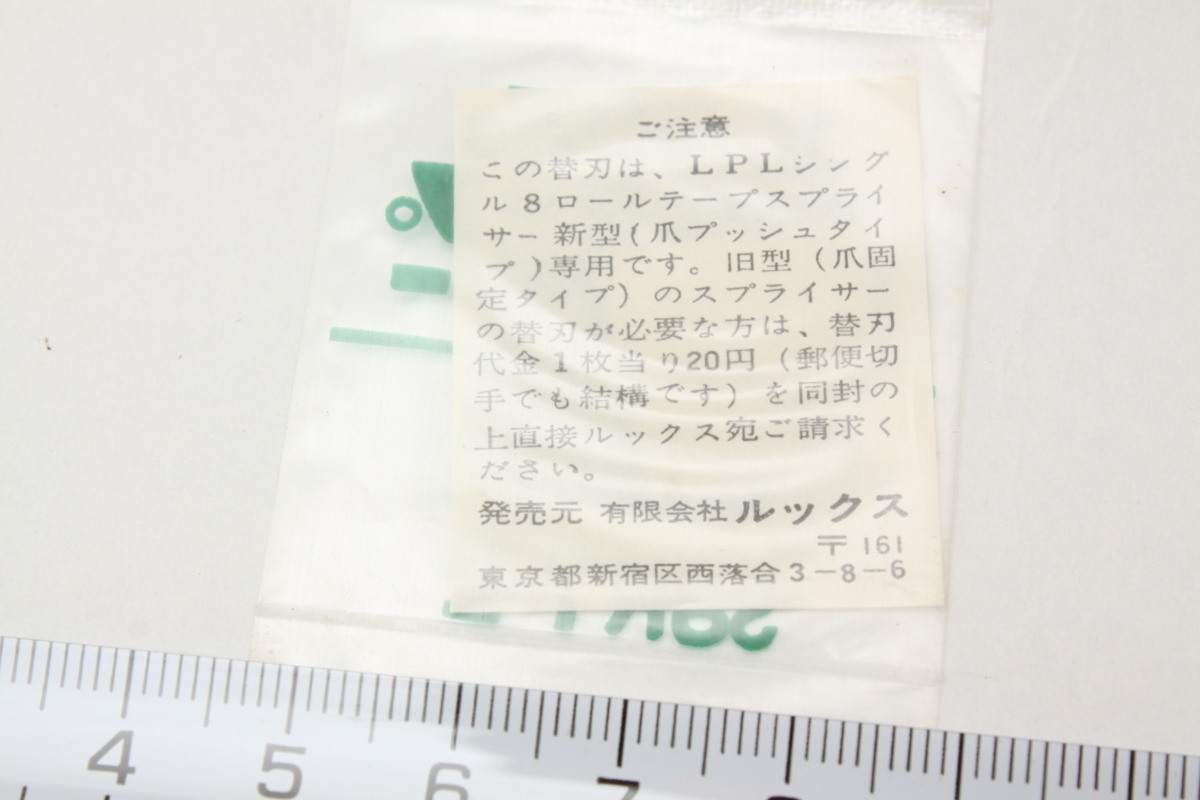 ご注意
この替刃は、LPLシング
ル8ロールテープスプライ
サー新型(爪プッシュタイ
プ)専用です。旧型(爪固
定タイプ)のスプライサー
の替刃が必要な方は、替刃
代金1枚当り20円(郵便切
手でも結構です)を同封の
上直接ルックス宛ご請求く
ださい。
発売元 有限会社ルックス
〒161
東京都新宿区西落合3-8-6
4 5 6 7